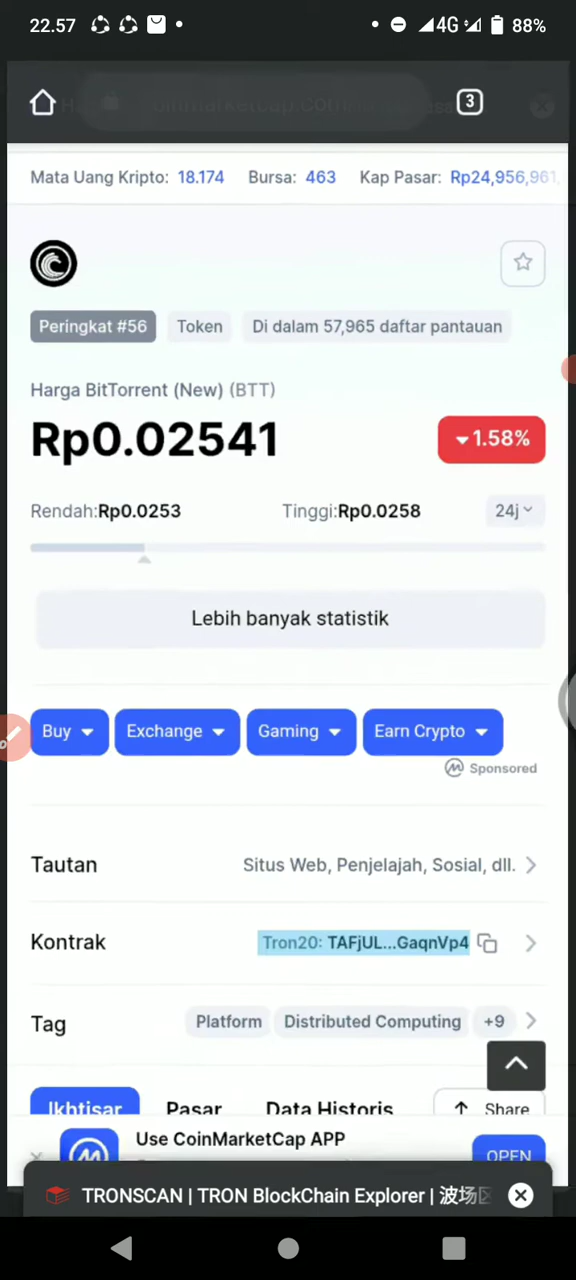 22.57 4G 88%
3
Mata Uang Kripto: 18.174 Bursa: 463 Kap Pasar: Rp24,956,961,
Peringkat #56 Token Di dalam 57,965 daftar pantauan
Harga BitTorrent (New) (BTT)
Rp0.02541 1.58%
Rendah:Rp0.0253 Tinggi:Rp0.0258 24j
Lebih banyak statistik
Buy Exchange Gaming Earn Crypto
Sponsored
Tautan Situs Web, Penjelajah, Sosial, dll.
Kontrak Tron20: TAFjUL...GaqnVp4
Tag Platform Distributed Computing +9
Ikhtisar Pasar Data Historis Share
Use CoinMarketCap APP
OPEN
TRONSCAN | TRON BlockChain Explorer | 波场区